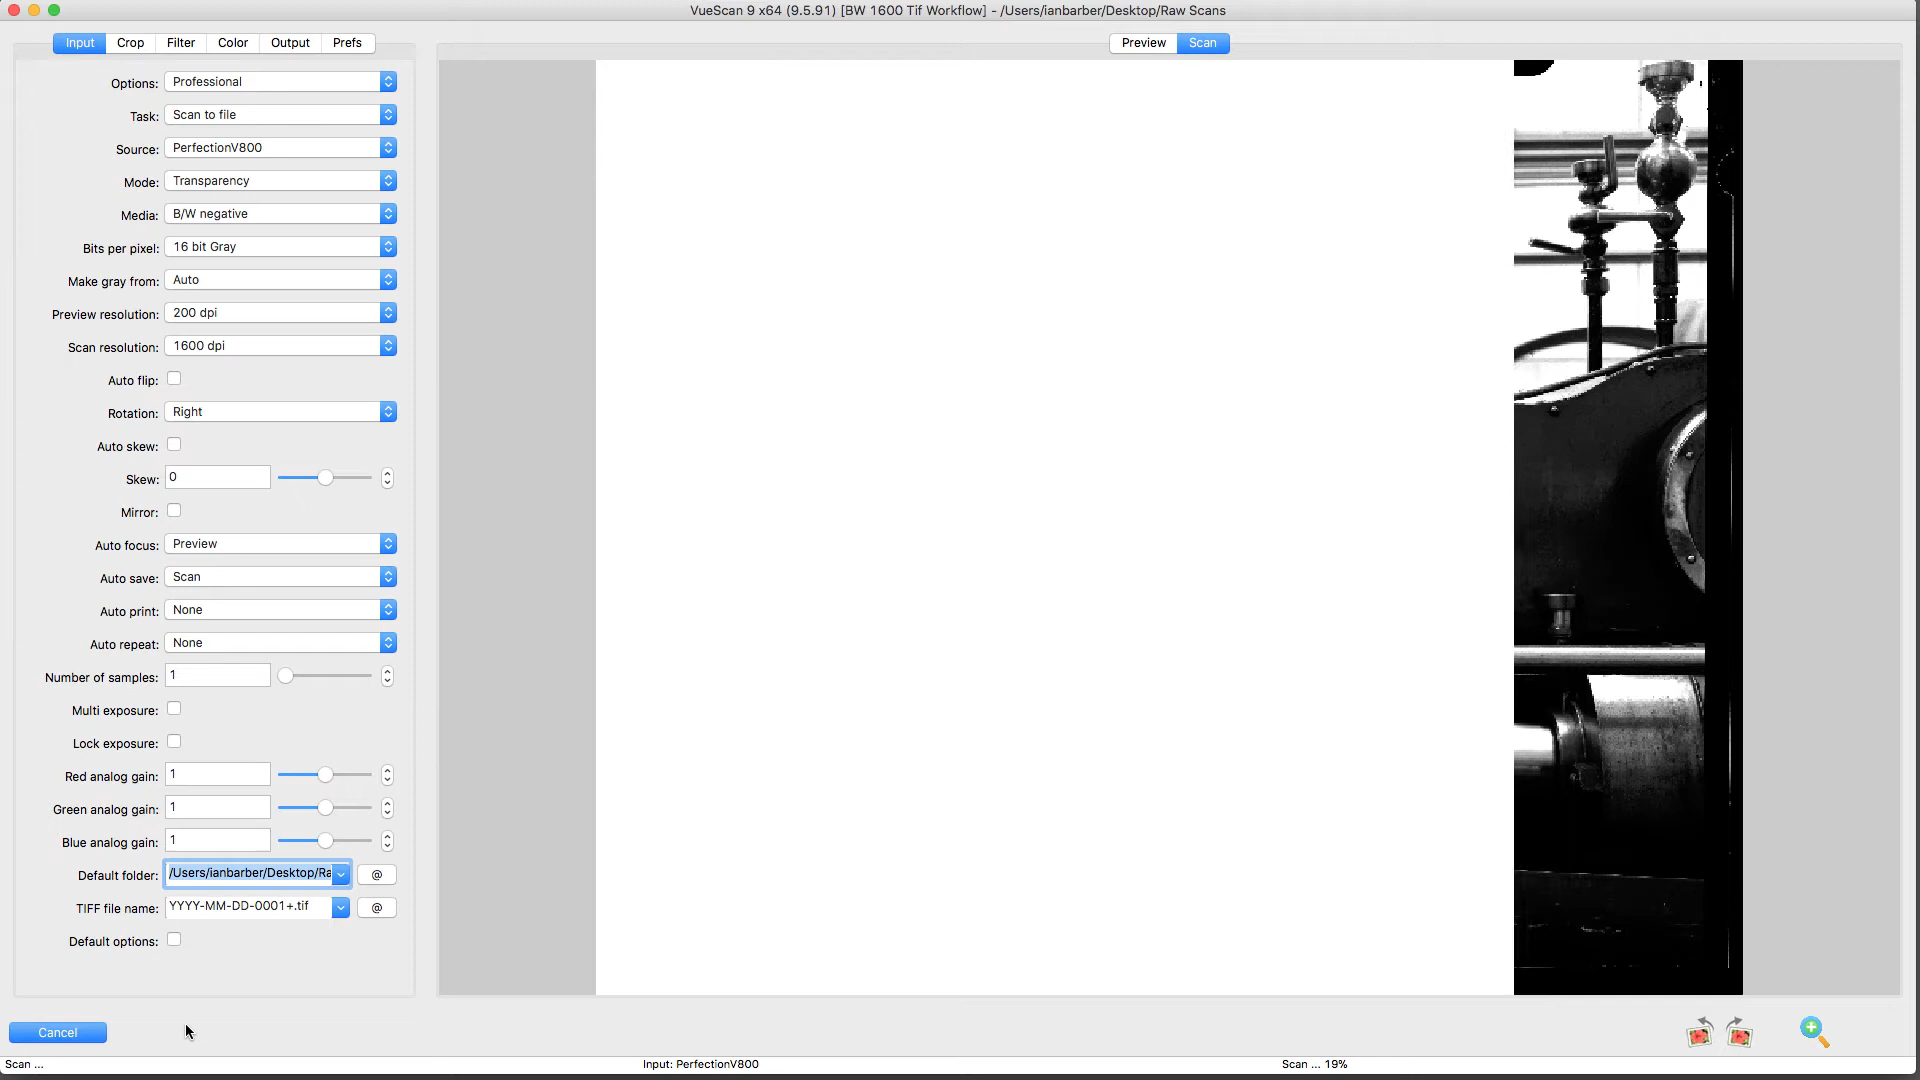 VueScan 9 x64 (9.5.91) [BW 1600 Tif Workflow] - /Users/ianbarber/Desktop/Raw Scans
Input Crop Filter Color Output Prefs
Preview Scan
Options: Professional
Task: Scan to file
Source: PerfectionV800
Mode: Transparency
Media: B/W negative
Bits per pixel: 16 bit Gray
Make gray from: Auto
Preview resolution: 200 dpi
Scan resolution: 1600 dpi
Auto flip:
Rotation: Right
Auto skew:
Skew: 0
Mirror:
Auto focus: Preview
Auto save: Scan
Auto print: None
Auto repeat: None
Number of samples: 1
Multi exposure:
Lock exposure:
Red analog gain: 1
Green analog gain: 1
Blue analog gain: 1
Default folder: /Users/ianbarber/Desktop/Ra @
TIFF file name: YYYY-MM-DD-0001+.tif @
Default options:
Cancel
Scan ... Input: PerfectionV800 Scan ... 19%